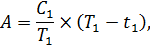 A = C₁/T₁ × (T₁ − t₁),